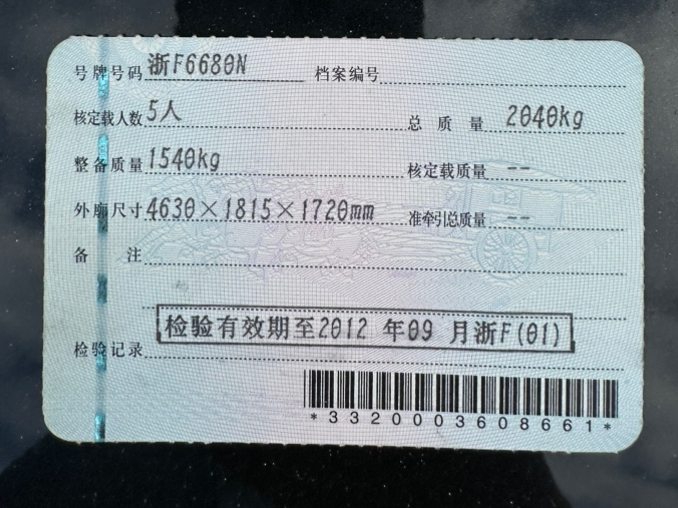 号牌号码 浙F6680N 档案编号
核定载人数 5人 总质量 2040kg
整备质量 1540kg 核定载质量 --
外廓尺寸 4630×1815×1720mm 准牵引总质量 --
备注
检验有效期至2012 年09 月浙F(01)
检验记录
*3320003608661*